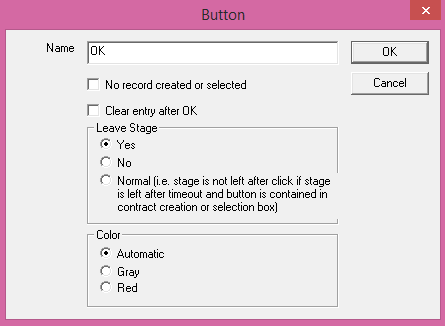 Button
Name OK OK
No record created or selected Cancel
Clear entry after OK
Leave Stage
Yes
No
Normal (i.e. stage is not left after click if stage
is left after timeout and button is contained in
contract creation or selection box)
Color
Automatic
Gray
Red